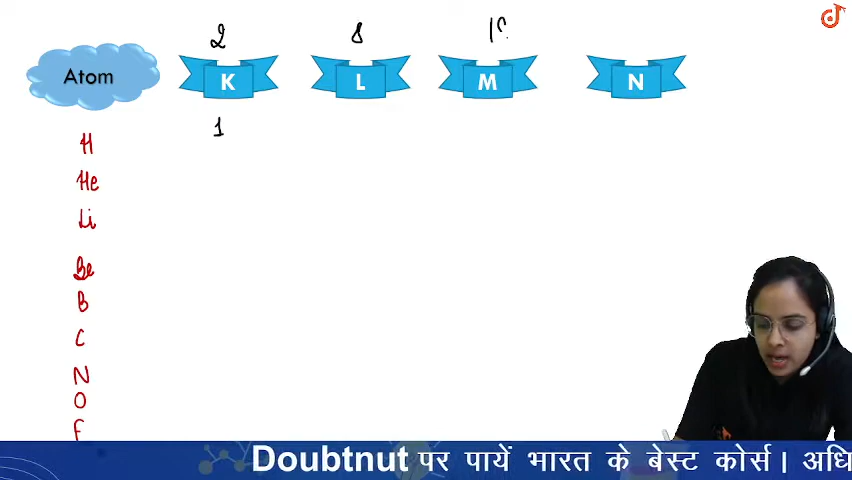 2 8 18
Atom K L M N
H 1
He
Li
Be
B
C
N
O
F
Doubtnut पर पायें भारत के बेस्ट कोर्स। अधि